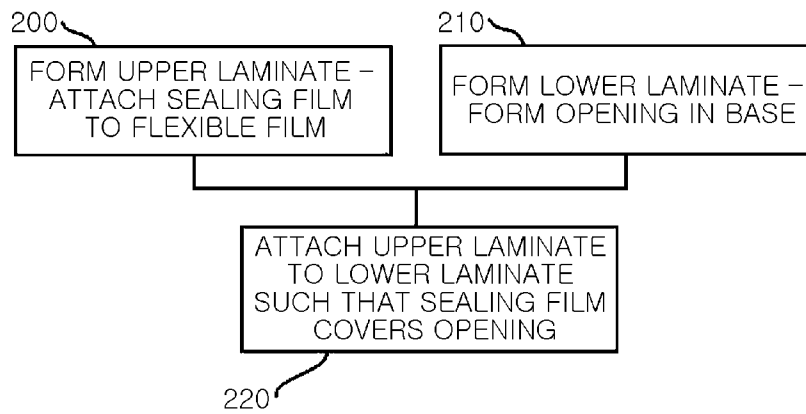 200
FORM UPPER LAMINATE –
ATTACH SEALING FILM
TO FLEXIBLE FILM
210
FORM LOWER LAMINATE –
FORM OPENING IN BASE
ATTACH UPPER LAMINATE
TO LOWER LAMINATE
SUCH THAT SEALING FILM
COVERS OPENING
220